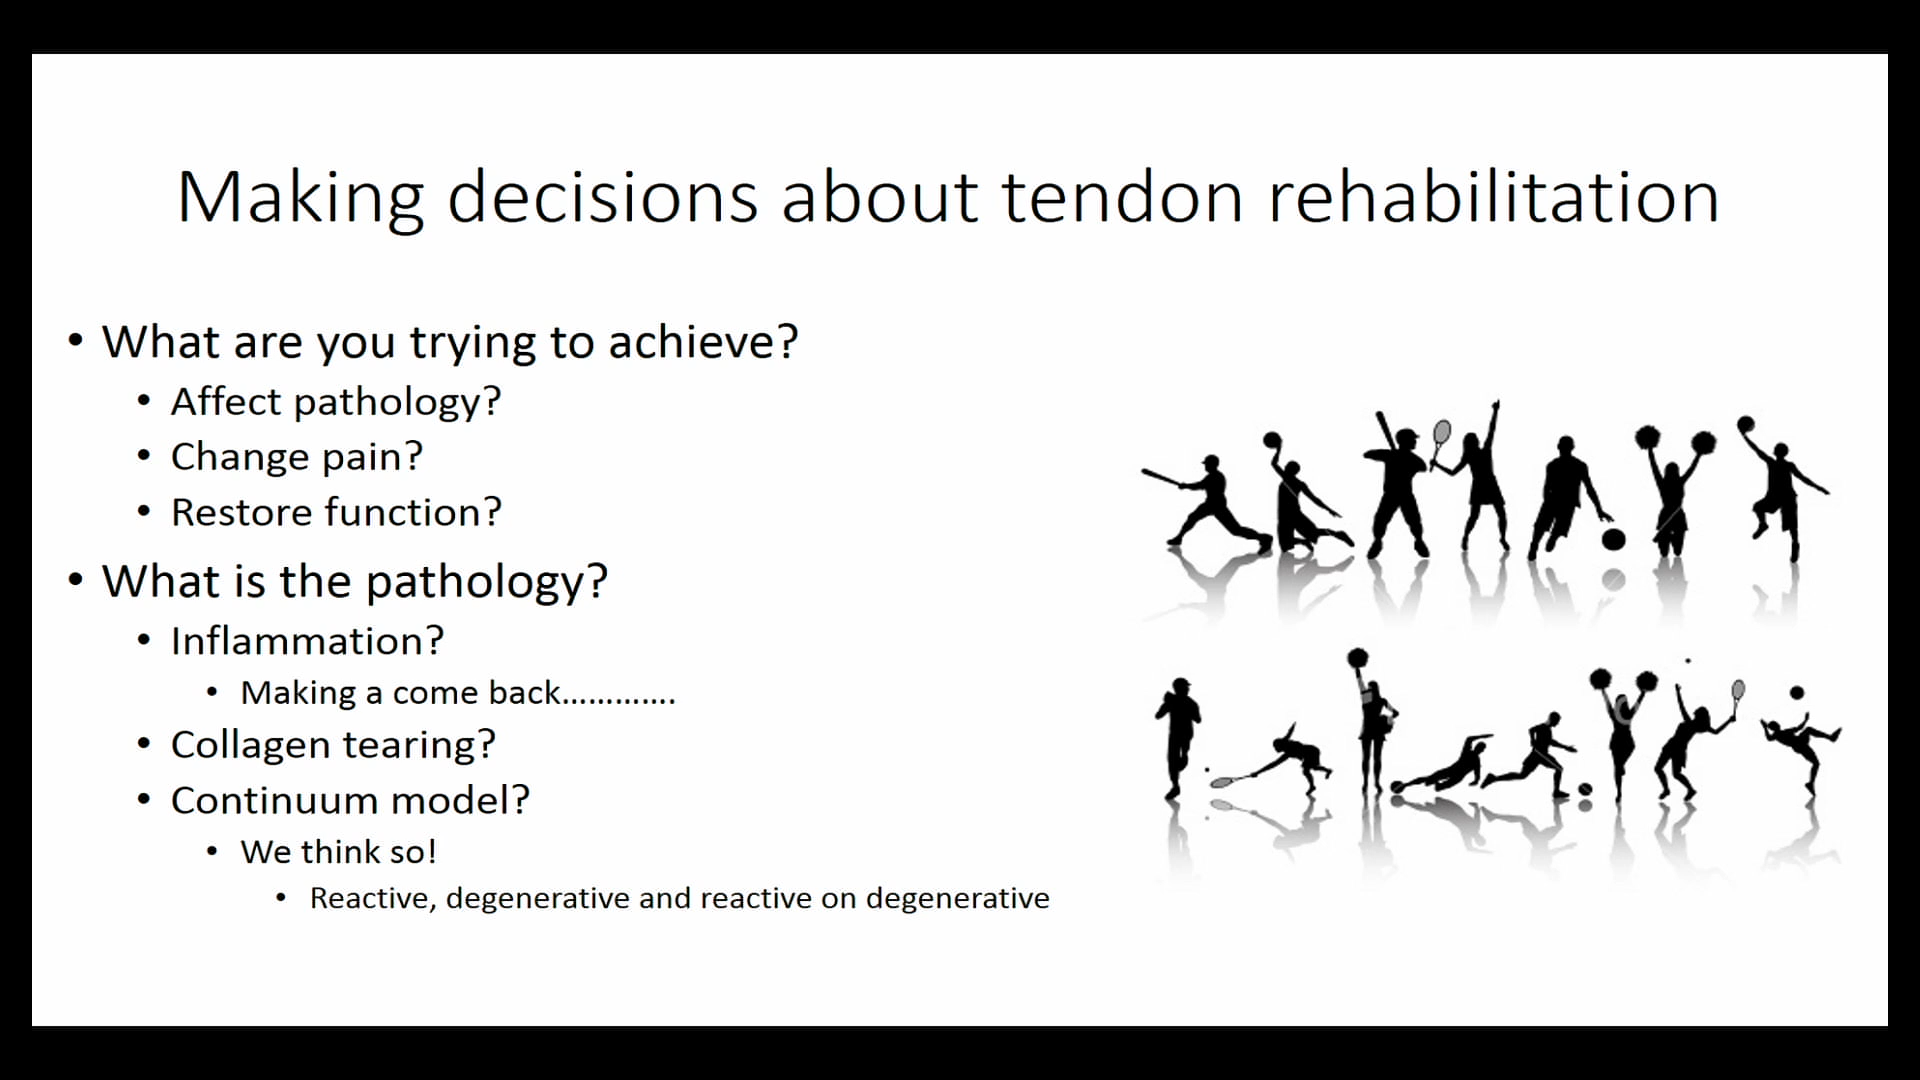 Making decisions about tendon rehabilitation
• What are you trying to achieve?
• Affect pathology?
• Change pain?
• Restore function?
• What is the pathology?
• Inflammation?
• Making a come back………….
• Collagen tearing?
• Continuum model?
• We think so!
• Reactive, degenerative and reactive on degenerative